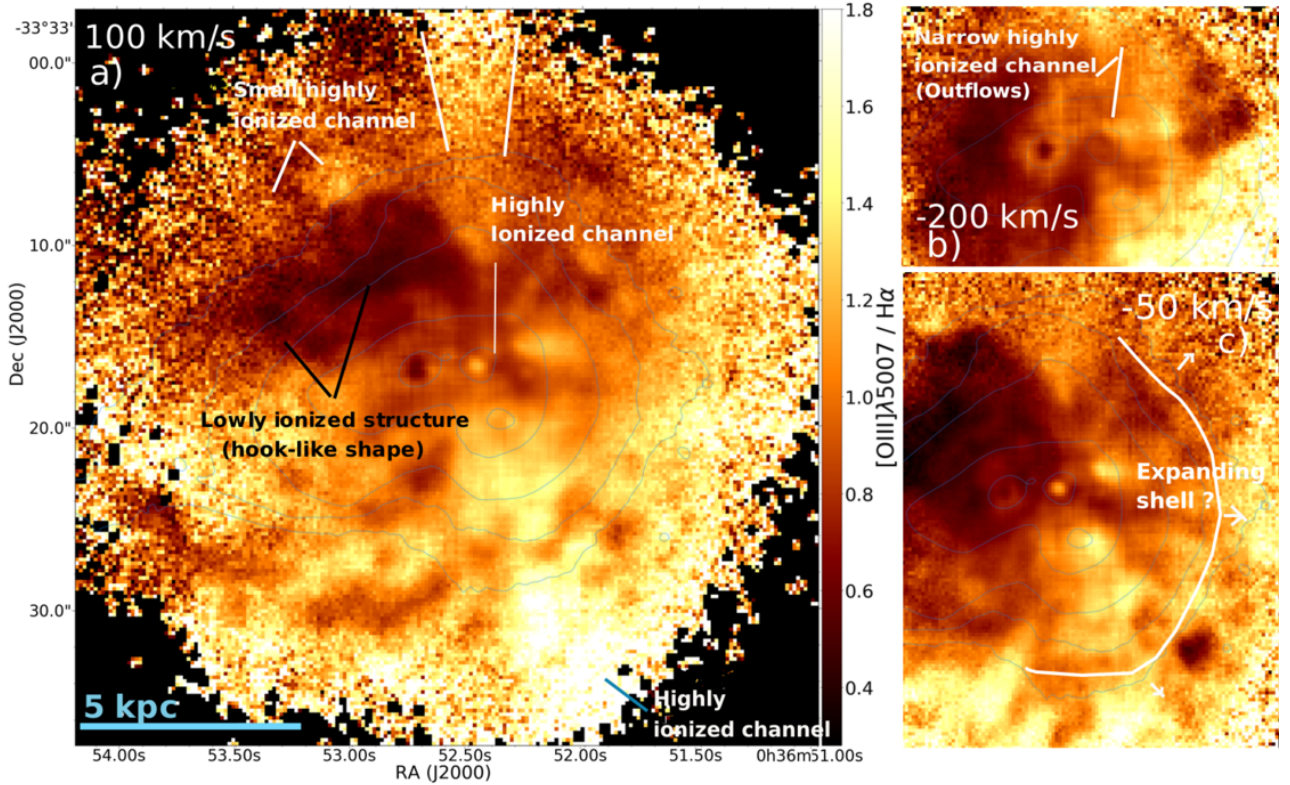 -33°33'
00.0"
10.0"
20.0"
30.0"
Dec (J2000)
100 km/s
a)
Small highly
ionized channel
Highly
Ionized channel
Lowly ionized structure
(hook-like shape)
5 kpc
Highly
ionized channel
54.00s
53.50s
53.00s
52.50s
52.00s
51.50s
0h36m51.00s
RA (J2000)
1.8
1.6
1.4
1.2
1.0
0.8
0.6
0.4
[OIII]λ5007 / Hα
Narrow highly
ionized channel
(Outflows)
-200 km/s
b)
-50 km/s
c)
Expanding
shell ?